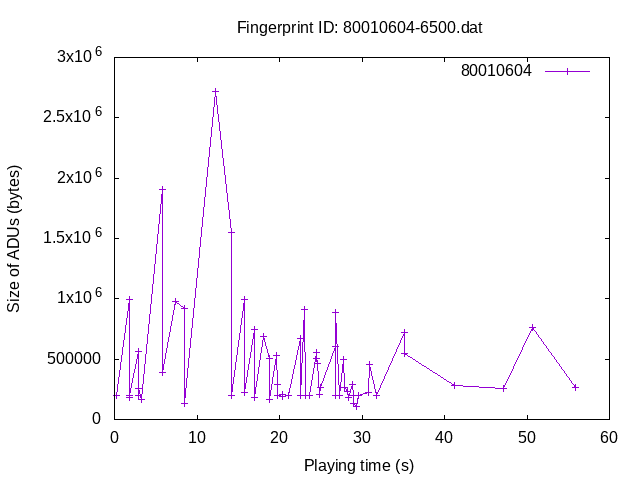 Fingerprint ID: 80010604-6500.dat
3x10^6
80010604
2.5x10^6
2x10^6
1.5x10^6
1x10^6
500000
0
Size of ADUs (bytes)
0 10 20 30 40 50 60
Playing time (s)